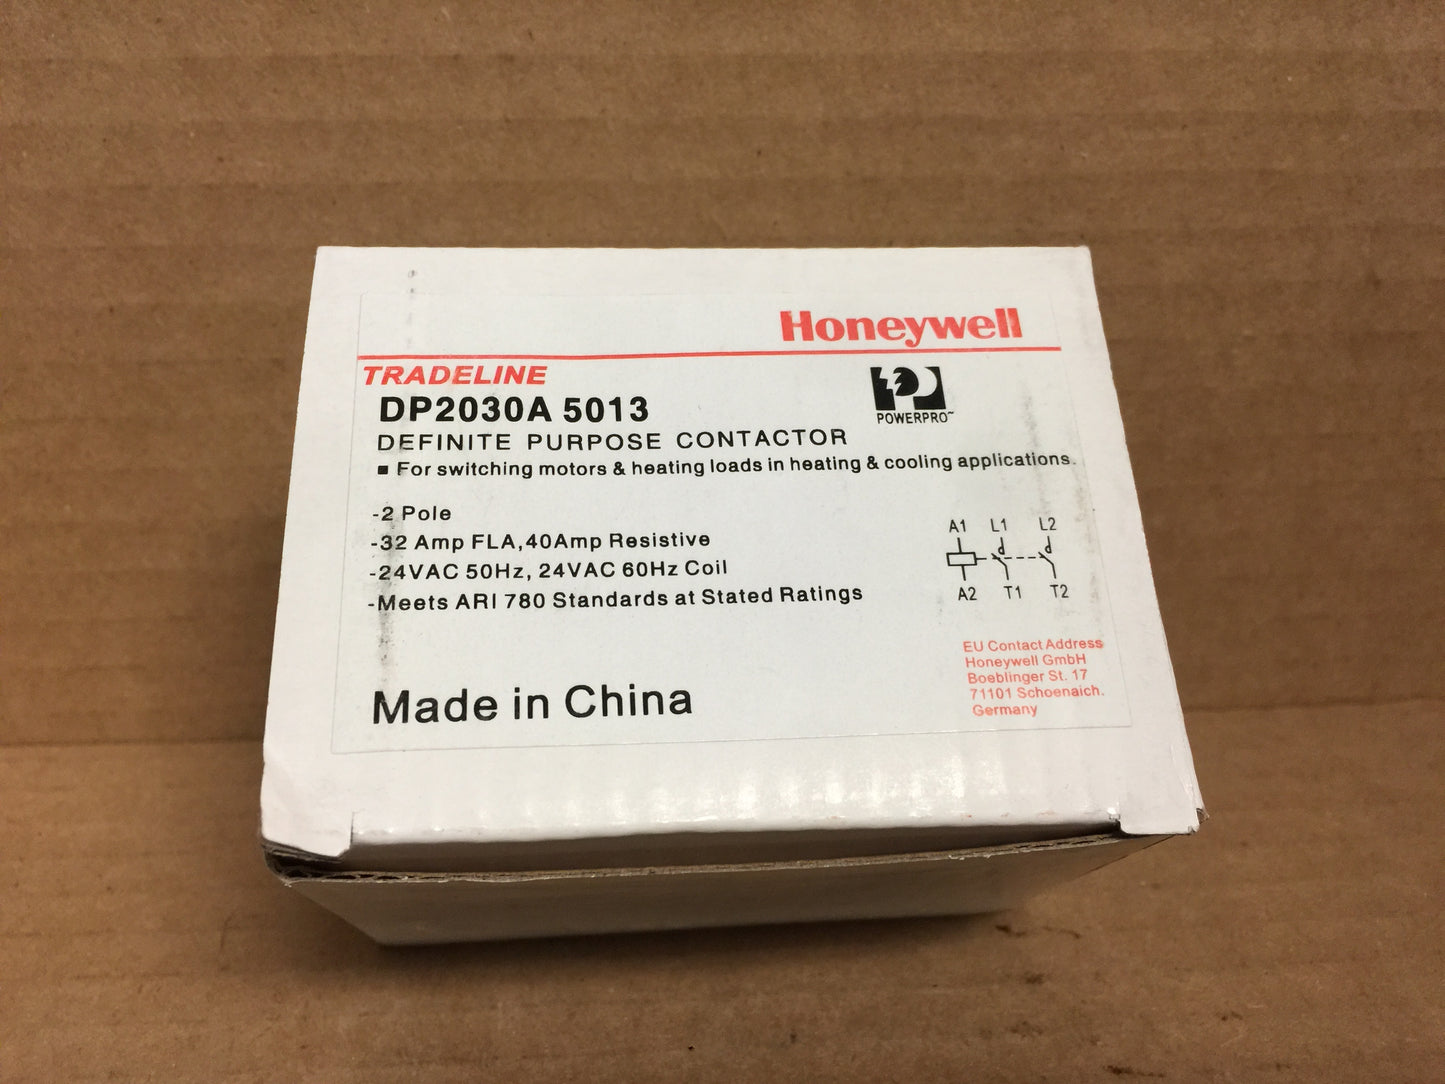 Honeywell
TRADELINE
DP2030A 5013
POWERPRO™
DEFINITE PURPOSE CONTACTOR
▪ For switching motors & heating loads in heating & cooling applications.
-2 Pole
-32 Amp FLA,40Amp Resistive
-24VAC 50Hz, 24VAC 60Hz Coil
-Meets ARI 780 Standards at Stated Ratings
A1 L1 L2
A2 T1 T2
EU Contact Address
Honeywell GmbH
Boeblinger St. 17
71101 Schoenaich.
Germany
Made in China